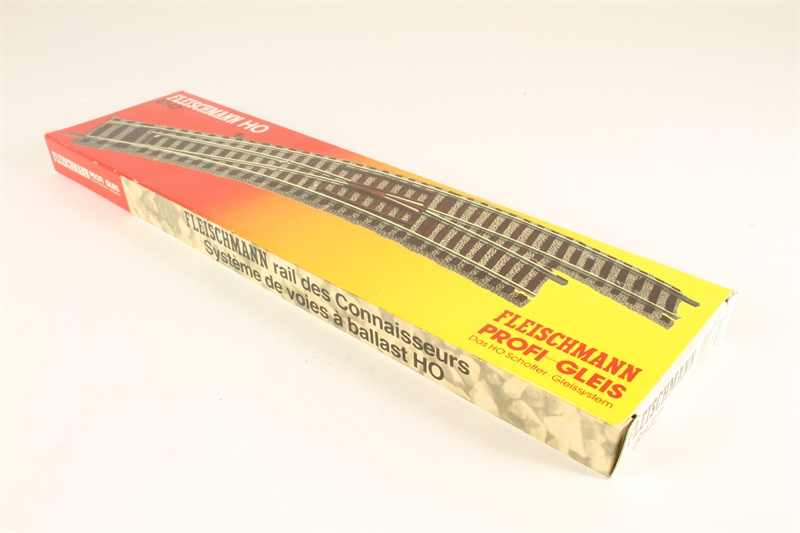 FLEISCHMANN HO
FLEISCHMANN PROFI-GLEIS
FLEISCHMANN rail des Connaisseurs
Système de voies à ballast HO
FLEISCHMANN
PROFI-GLEIS
Das HO Schotter-Gleissystem
FLEISCHMANN